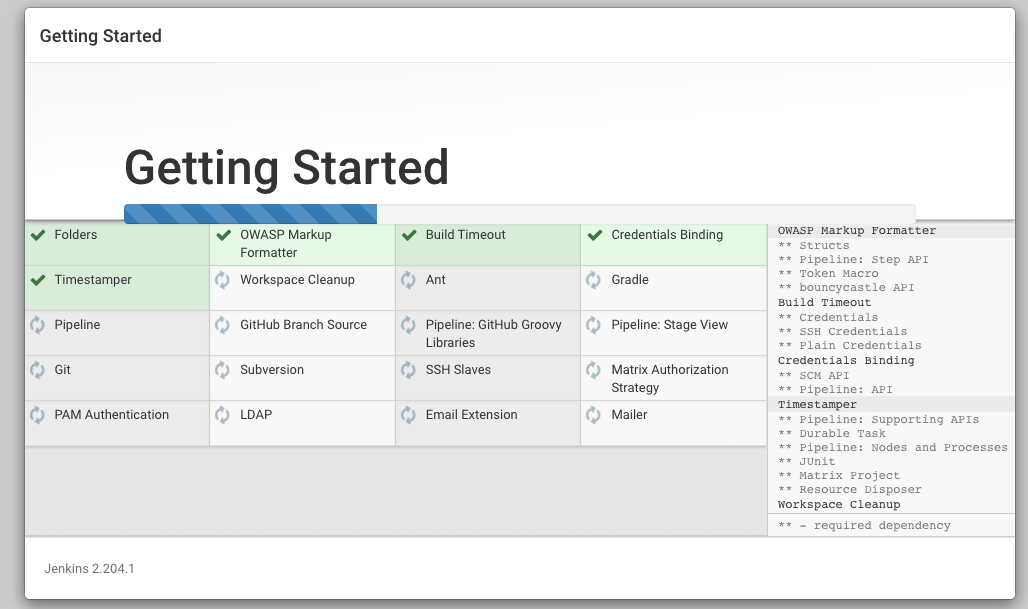 Getting Started
Getting Started
Folders
OWASP Markup
Formatter
Build Timeout
Credentials Binding
Timestamper
Workspace Cleanup
Ant
Gradle
Pipeline
GitHub Branch Source
Pipeline: GitHub Groovy
Libraries
Pipeline: Stage View
Git
Subversion
SSH Slaves
Matrix Authorization
Strategy
PAM Authentication
LDAP
Email Extension
Mailer
OWASP Markup Formatter
** Structs
** Pipeline: Step API
** Token Macro
** bouncycastle API
Build Timeout
** Credentials
** SSH Credentials
** Plain Credentials
Credentials Binding
** SCM API
** Pipeline: API
Timestamper
** Pipeline: Supporting APIs
** Durable Task
** Pipeline: Nodes and Processes
** JUnit
** Matrix Project
** Resource Disposer
Workspace Cleanup
** - required dependency
Jenkins 2.204.1